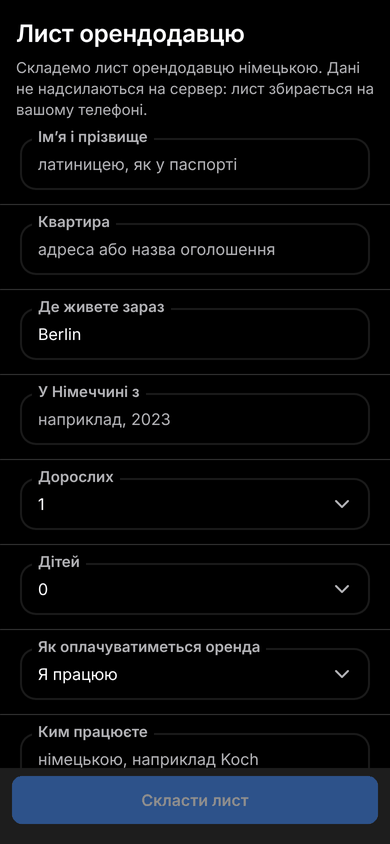 Лист орендодавцю
Складемо лист орендодавцю німецькою. Дані
не надсилаються на сервер: лист збирається на
вашому телефоні.
Ім’я і прізвище
латиницею, як у паспорті
Квартира
адреса або назва оголошення
Де живете зараз
Berlin
У Німеччині з
наприклад, 2023
Дорослих
1
Дітей
0
Як оплачуватиметься оренда
Я працюю
Ким працюєте
німецькою, наприклад Koch
Скласти лист